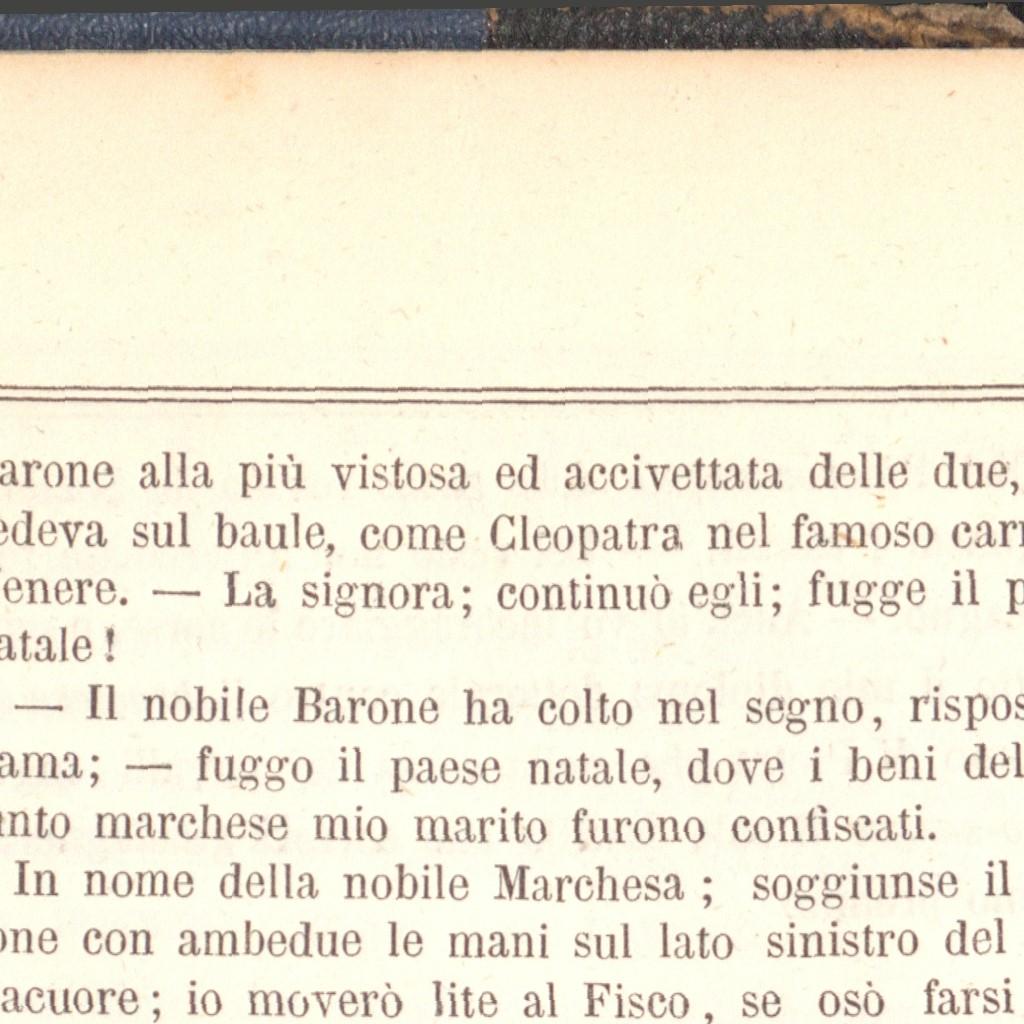 arone alla più vistosa ed accivettata delle due,
edeva sul baule, come Cleopatra nel famoso carr
enere. — La signora; continuò egli; fugge il p
atale!
— Il nobile Barone ha colto nel segno, rispos
ama; — fuggo il paese natale, dove i beni del
unto marchese mio marito furono confiscati.
In nome della nobile Marchesa; soggiunse il
one con ambedue le mani sul lato sinistro del
acuore; io moverò lite al Fisco, se osò farsi